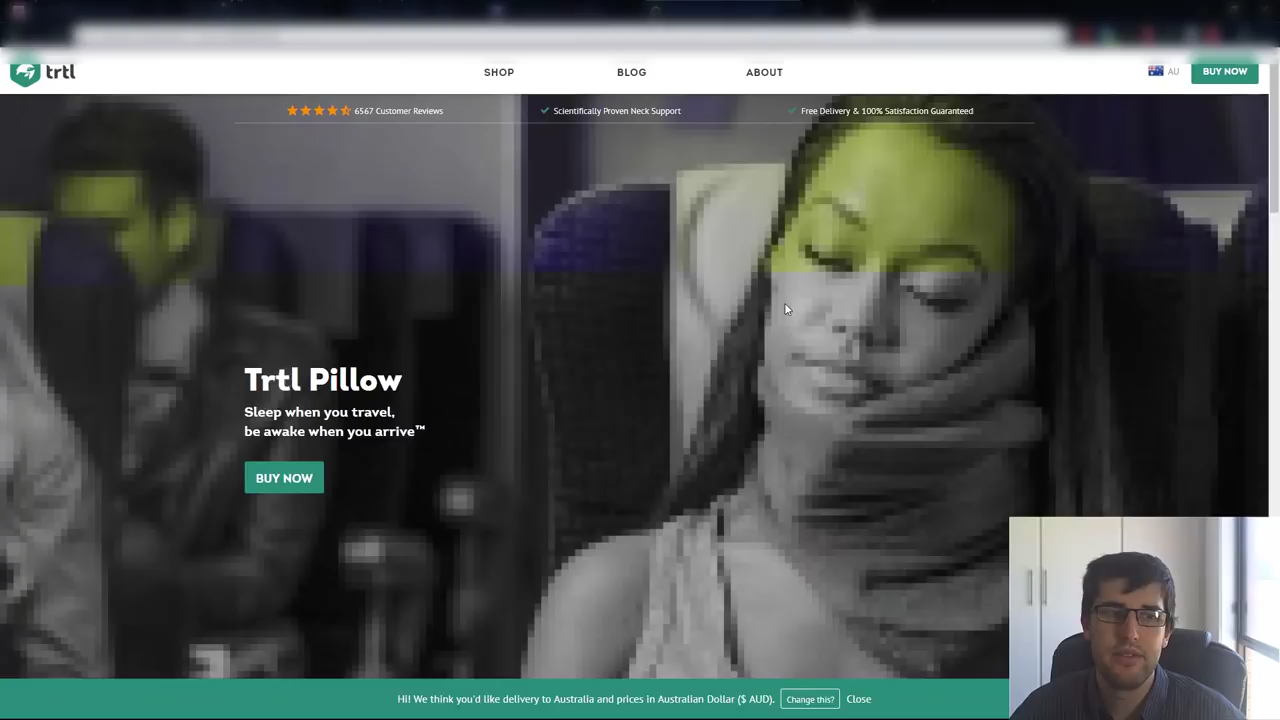 trtl
SHOP
BLOG
ABOUT
AU
BUY NOW
6567 Customer Reviews
Scientifically Proven Neck Support
Free Delivery & 100% Satisfaction Guaranteed
Trtl Pillow
Sleep when you travel,
be awake when you arrive™
BUY NOW
Hi! We think you'd like delivery to Australia and prices in Australian Dollar ($ AUD).
Change this?
Close